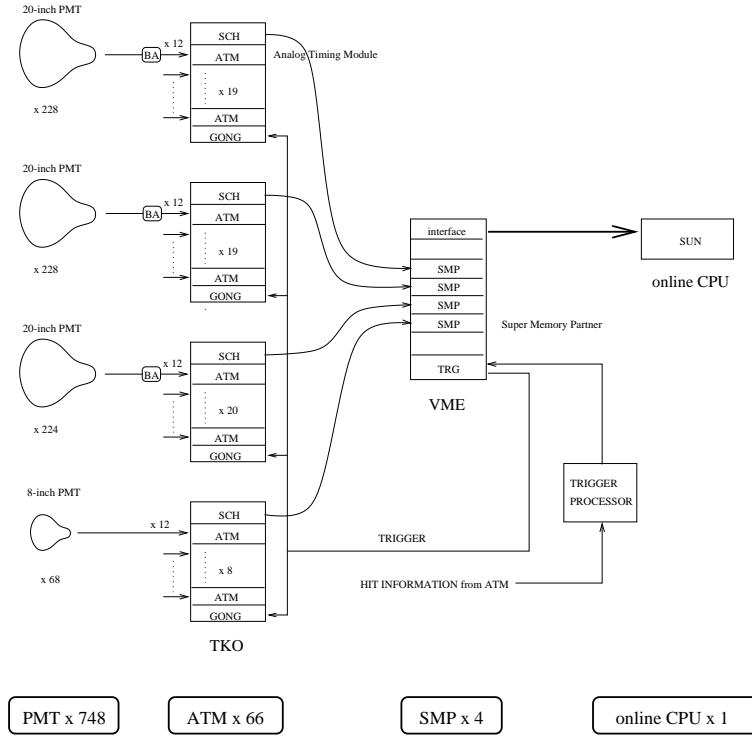 20-inch PMT
BA
x 12
x 228
SCH
ATM
x 19
ATM
GONG
Analog Timing Module
20-inch PMT
BA
x 12
x 228
SCH
ATM
x 19
ATM
GONG
20-inch PMT
BA
x 12
x 224
SCH
ATM
x 20
ATM
GONG
8-inch PMT
x 12
x 68
SCH
ATM
x 8
ATM
GONG
TKO
interface
SMP
SMP
SMP
SMP
TRG
VME
Super Memory Partner
SUN
online CPU
TRIGGER
PROCESSOR
TRIGGER
HIT INFORMATION from ATM
PMT x 748
ATM x 66
SMP x 4
online CPU x 1